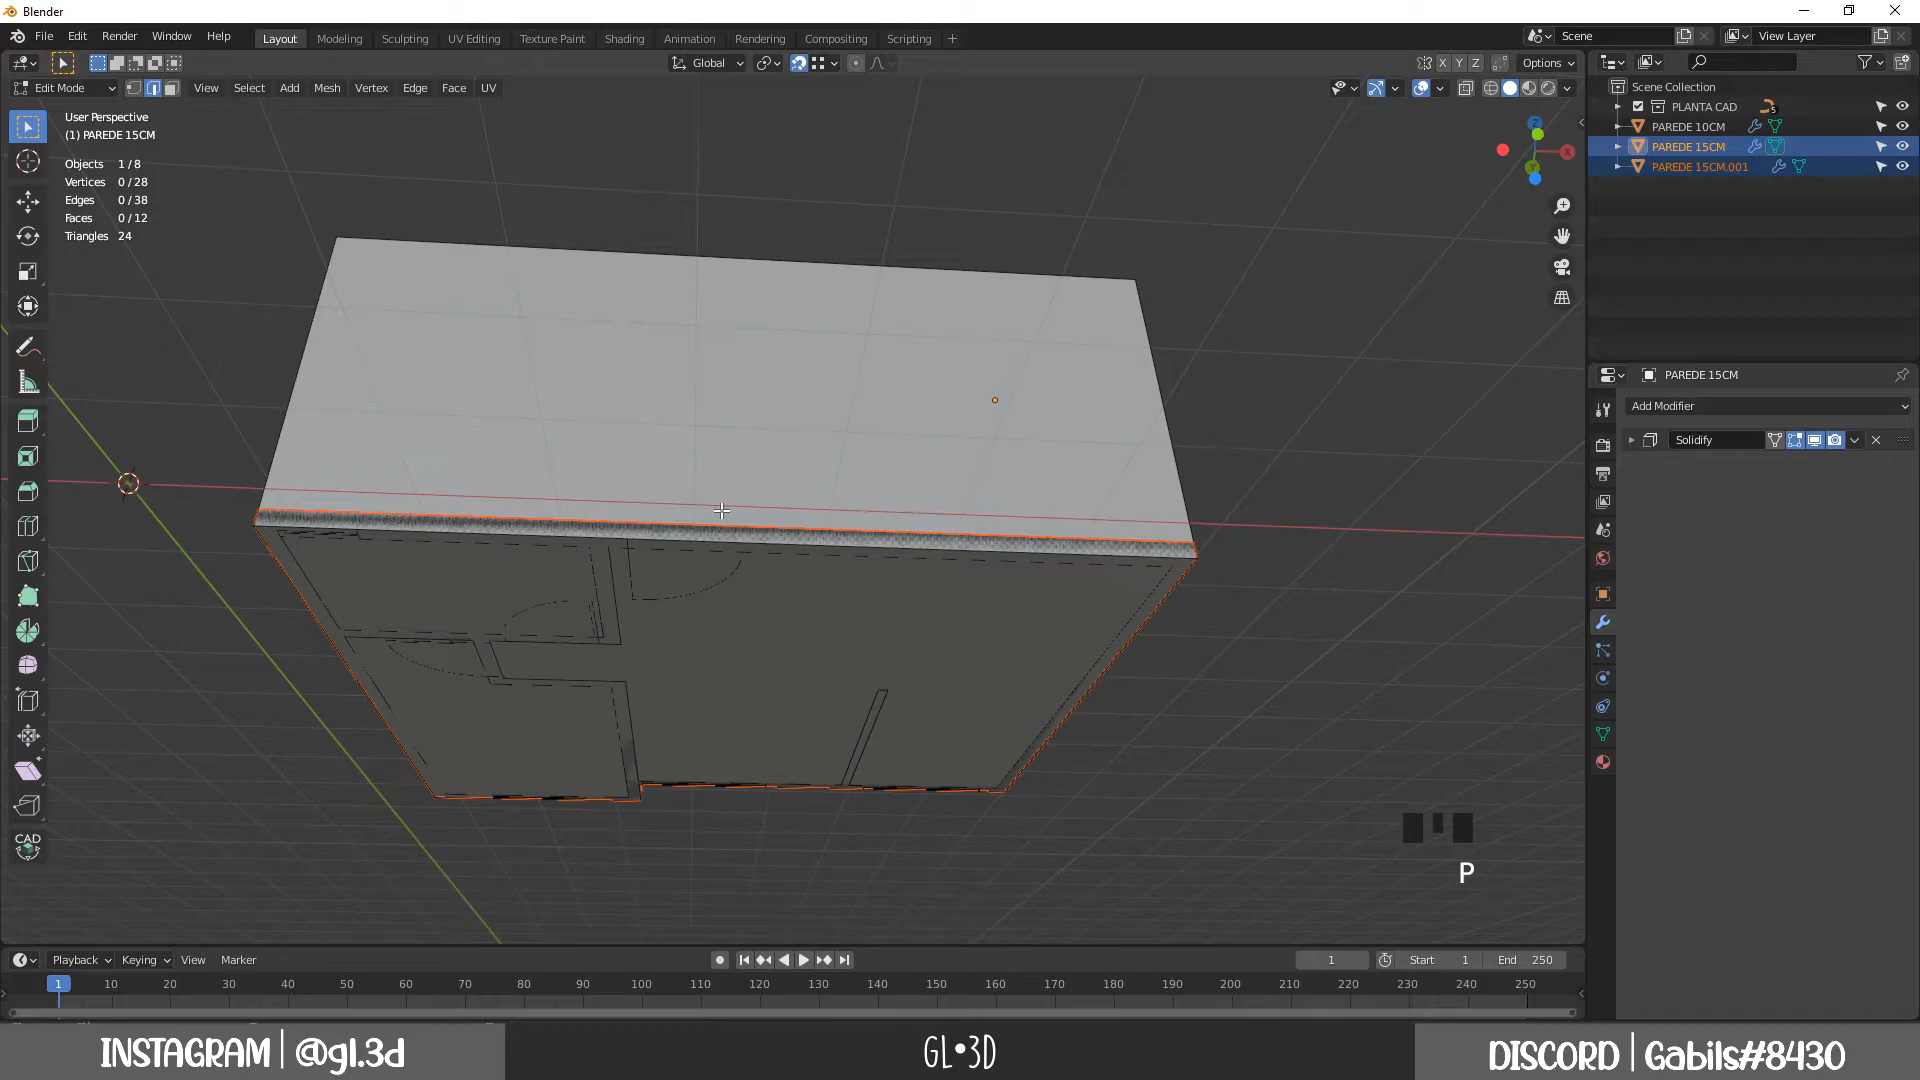 Blender
File Edit Render Window Help
Layout Modeling Sculpting UV Editing Texture Paint Shading Animation Rendering Compositing Scripting +
Scene
View Layer
Global
X Y Z
Options
Edit Mode
View Select Add Mesh Vertex Edge Face UV
User Perspective
(1) PAREDE 15CM
Objects 1 / 8
Vertices 0 / 28
Edges 0 / 38
Faces 0 / 12
Triangles 24
Scene Collection
PLANTA CAD 5
PAREDE 10CM
PAREDE 15CM
PAREDE 15CM.001
Z
X
Y
PAREDE 15CM
Add Modifier
Solidify
CAD
P
Playback Keying View Marker
1
Start 1
End 250
1 10 20 30 40 50 60 70 80 90 100 110 120 130 140 150 160 170 180 190 200 210 220 230 240 250
INSTAGRAM | @gl.3d
GL•3D
DISCORD | Gabils#8430